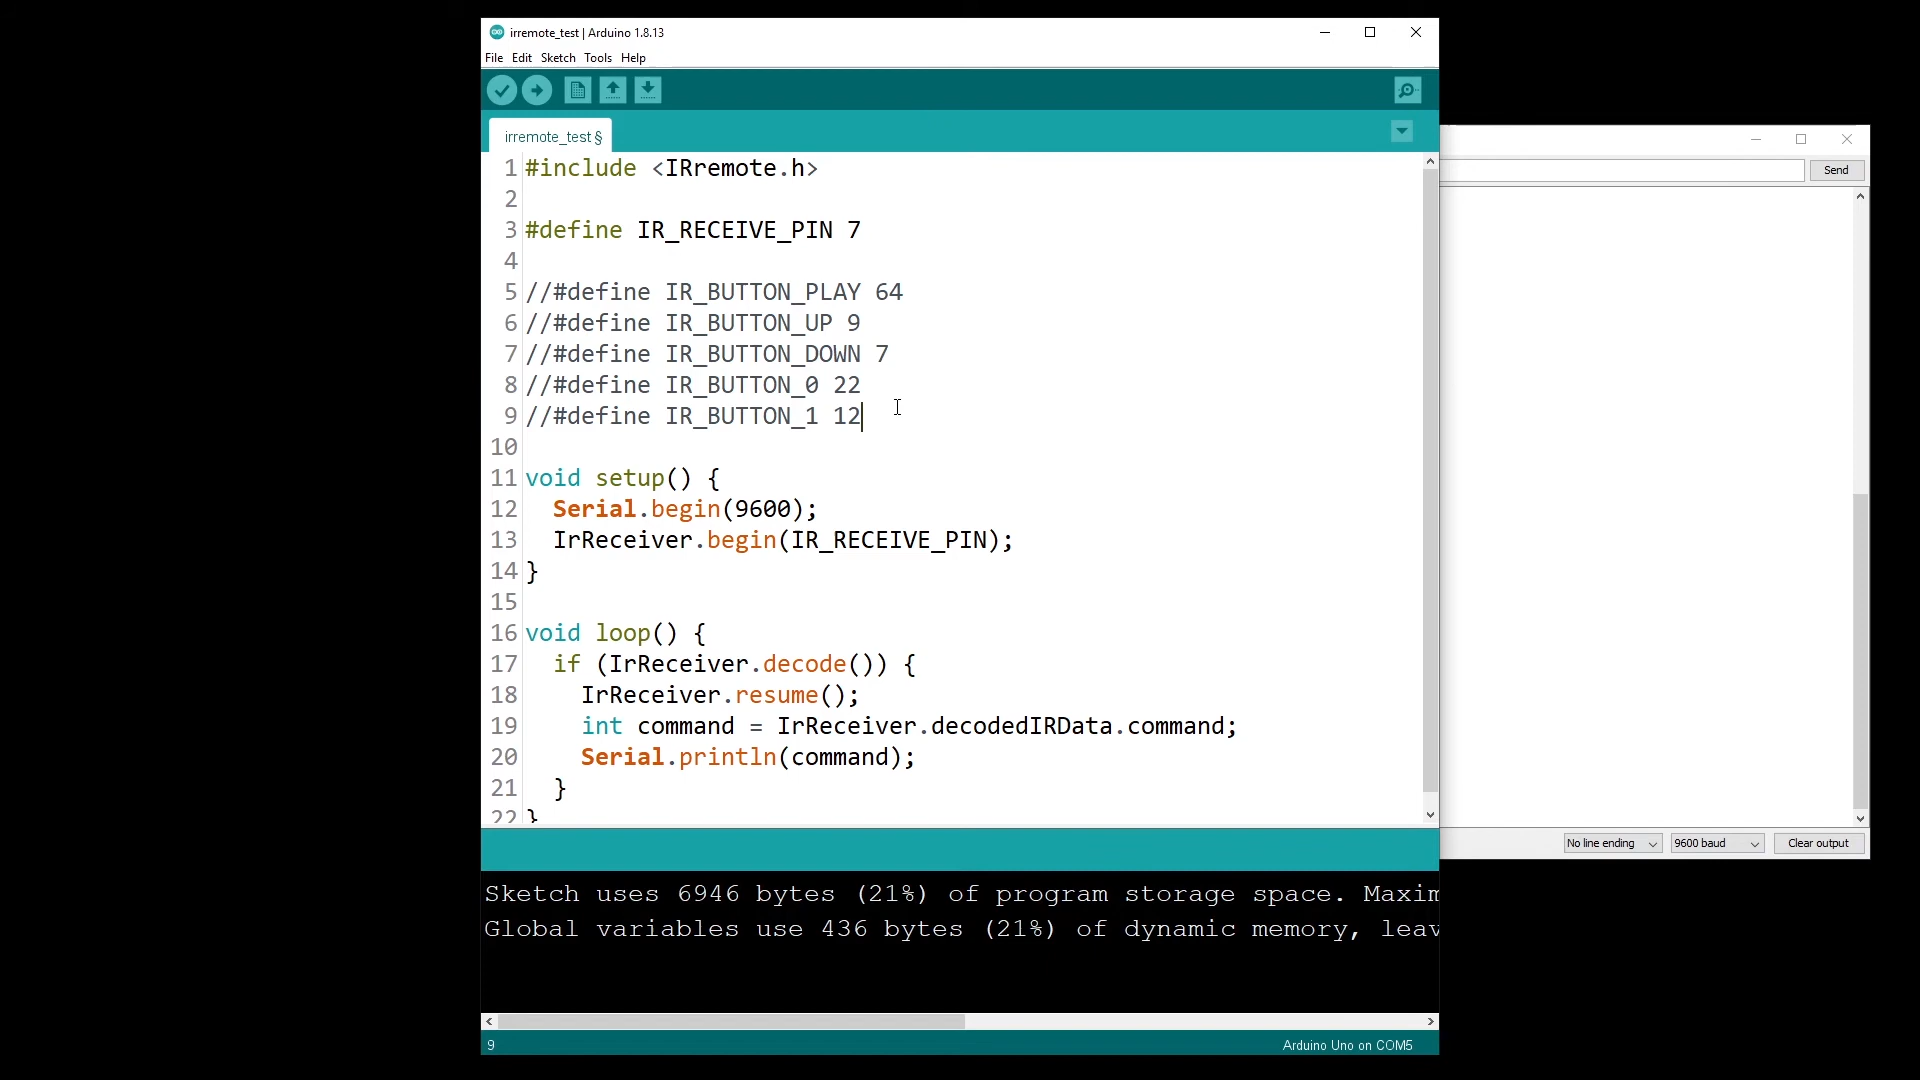 irremote_test | Arduino 1.8.13
File Edit Sketch Tools Help
irremote_test §
1 #include <IRremote.h>
2
3 #define IR_RECEIVE_PIN 7
4
5 //#define IR_BUTTON_PLAY 64
6 //#define IR_BUTTON_UP 9
7 //#define IR_BUTTON_DOWN 7
8 //#define IR_BUTTON_0 22
9 //#define IR_BUTTON_1 12
10
11 void setup() {
12 Serial.begin(9600);
13 IrReceiver.begin(IR_RECEIVE_PIN);
14 }
15
16 void loop() {
17 if (IrReceiver.decode()) {
18 IrReceiver.resume();
19 int command = IrReceiver.decodedIRData.command;
20 Serial.println(command);
21 }
22 }
Sketch uses 6946 bytes (21%) of program storage space. Maxim
Global variables use 436 bytes (21%) of dynamic memory, leav
9
Arduino Uno on COM5
Send
No line ending
9600 baud
Clear output